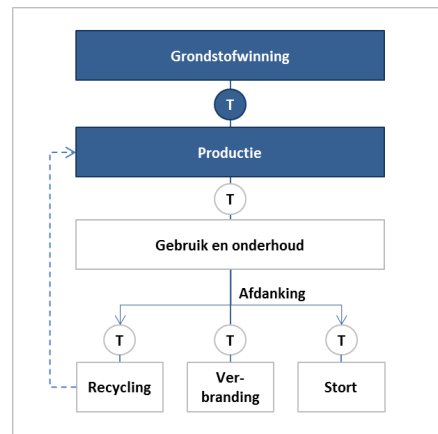 Grondstofwinning
T
Productie
T
Gebruik en onderhoud
Afdanking
T
T
T
Recycling
Ver-
branding
Stort